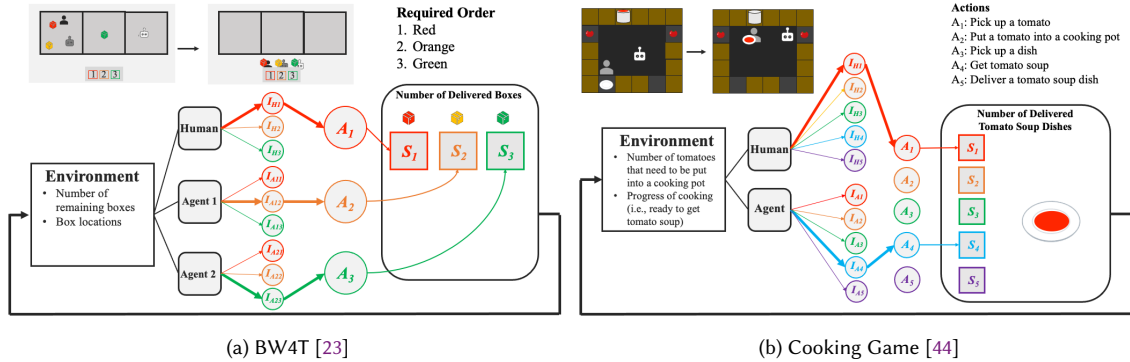 Required Order
1. Red
2. Orange
3. Green
1 2 3
1 2 3
Number of Delivered Boxes
Environment
• Number of
remaining boxes
• Box locations
Human
Agent 1
Agent 2
I_H1
I_H2
I_H3
I_A11
I_A12
I_A13
I_A21
I_A22
I_A23
A_1
A_2
A_3
S_1
S_2
S_3
(a) BW4T [23]
Actions
A_1: Pick up a tomato
A_2: Put a tomato into a cooking pot
A_3: Pick up a dish
A_4: Get tomato soup
A_5: Deliver a tomato soup dish
Number of Delivered
Tomato Soup Dishes
Environment
• Number of tomatoes
that need to be put
into a cooking pot
• Progress of cooking
(i.e., ready to get
tomato soup)
Human
Agent
I_H1
I_H2
I_H3
I_H4
I_H5
I_A1
I_A2
I_A3
I_A4
I_A5
A_1
A_2
A_3
A_4
A_5
S_1
S_2
S_3
S_4
S_5
(b) Cooking Game [44]